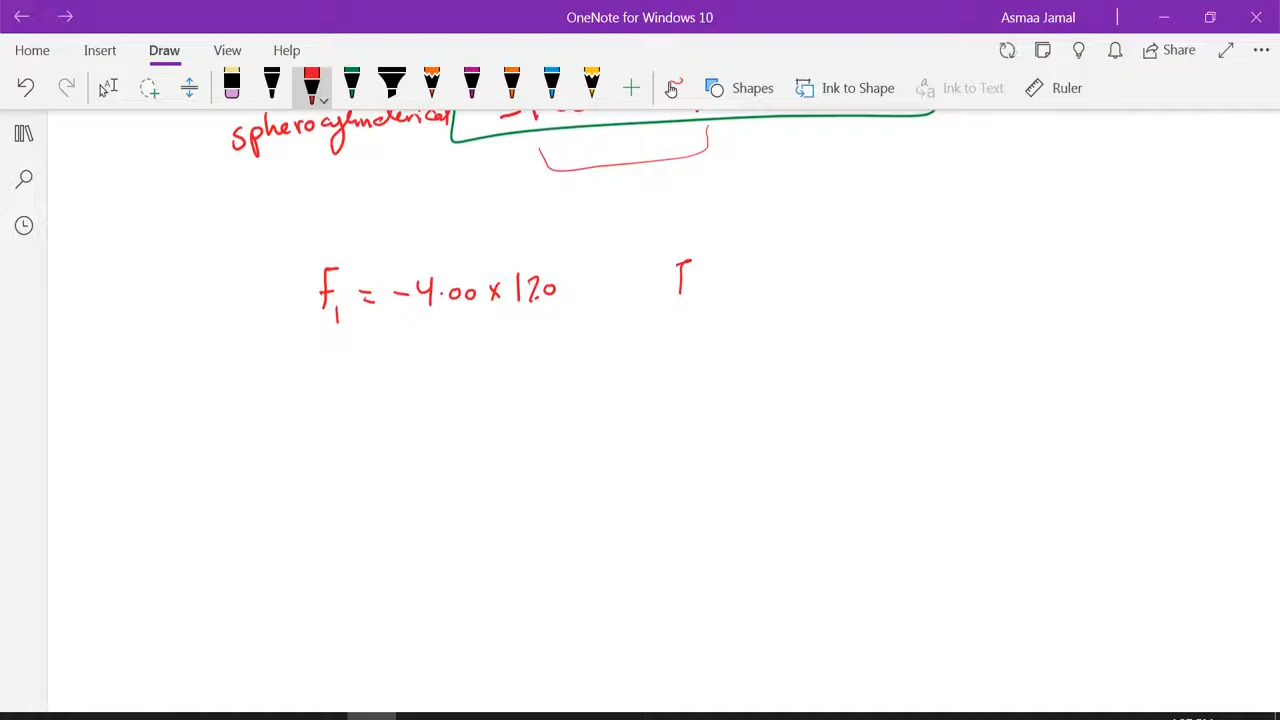 OneNote for Windows 10
Asmaa Jamal
Home Insert Draw View Help
Share
Shapes Ink to Shape Ink to Text Ruler
spherocylinderical
F1 = -4.00 x 120